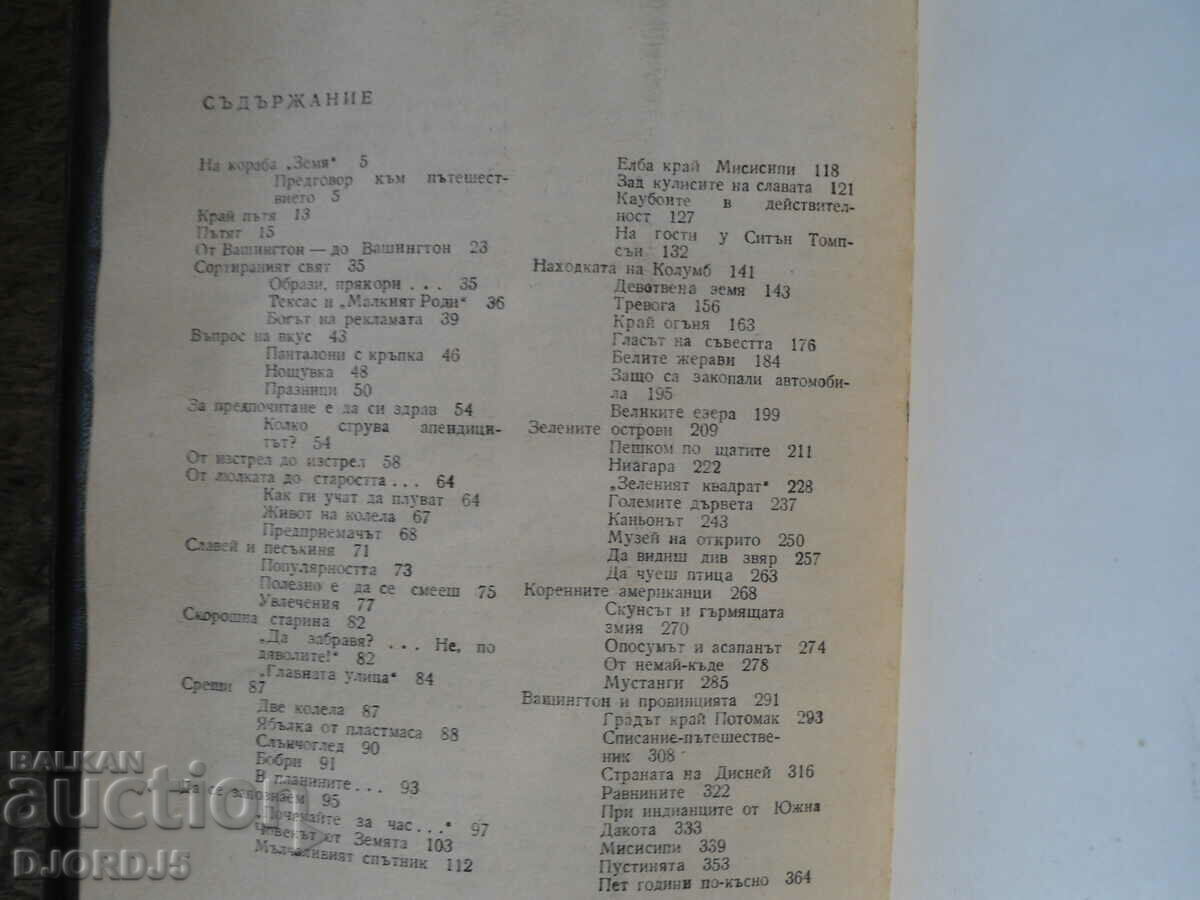 СЪДЪРЖАНИЕ
На кораба „Земя“ 5
Предговор към пътешест-
вието 5
Край пътя 13
Пътят 15
От Вашингтон — до Вашингтон 23
Сортираният свят 35
Образи, прякори . . . 35
Тексас и „Малкият Роди“ 36
Богът на рекламата 39
Въпрос на вкус 43
Панталони с кръпка 46
Нощувка 48
Празници 50
За предпочитане е да си здрав 54
Колко струва апендици-
тът? 54
От изстрел до изстрел 58
От люлката до старостта . . . 64
Как ги учат да плуват 64
Живот на колела 67
Предприемачът 68
Славей и песъкиня 71
Популярността 73
Полезно е да се смееш 75
Увлечения 77
Скорошна старина 82
„Да забравя? . . . Не, по
дяволите!“ 82
„Главната улица“ 84
Срещи 87
Две колела 87
Ябълка от пластмаса 88
Слънчоглед 90
Бобри 91
В планините . . . 93
Да се запознаем 95
„Почекайте за час . . .“ 97
Човекът от Земята 103
Мълчаливият спътник 112
Елба край Мисисипи 118
Зад кулисите на славата 121
Каубоите в действител-
ност 127
На гости у Ситън Томп-
сън 132
Находката на Колумб 141
Девствена земя 143
Тревога 156
Край огъня 163
Гласът на съвестта 176
Белите жерави 184
Защо са закопали автомоби-
ла 195
Великите езера 199
Зелените острови 209
Пешком по щатите 211
Ниагара 222
„Зеленият квадрат“ 228
Големите дървета 237
Каньонът 243
Музей на открито 250
Да видиш див звяр 257
Да чуеш птица 263
Коренните американци 268
Скунсът и гърмящата
змия 270
Опосумът и асапанът 274
От немай-къде 278
Мустанги 285
Вашингтон и провинцията 291
Градът край Потомак 293
Списание-пътешестве-
ник 308
Страната на Дисней 316
Равнините 322
При индианците от Южна
Дакота 333
Мисисипи 339
Пустинята 353
Пет години по-късно 364
BALKAN
auction
DJORDJ5